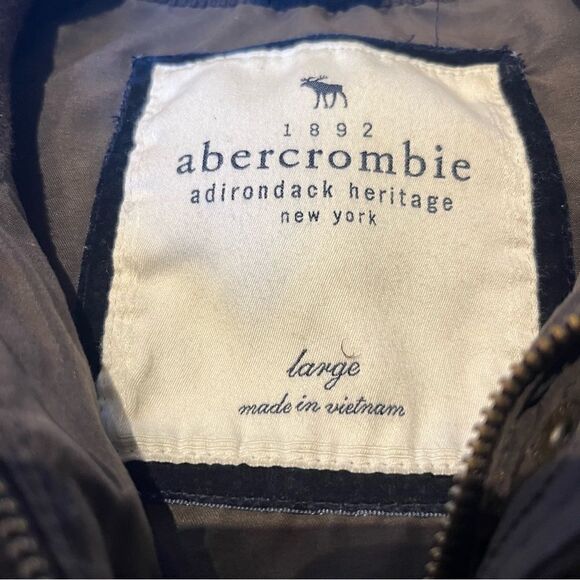 1892
abercrombie
adirondack heritage
new york
large
made in vietnam